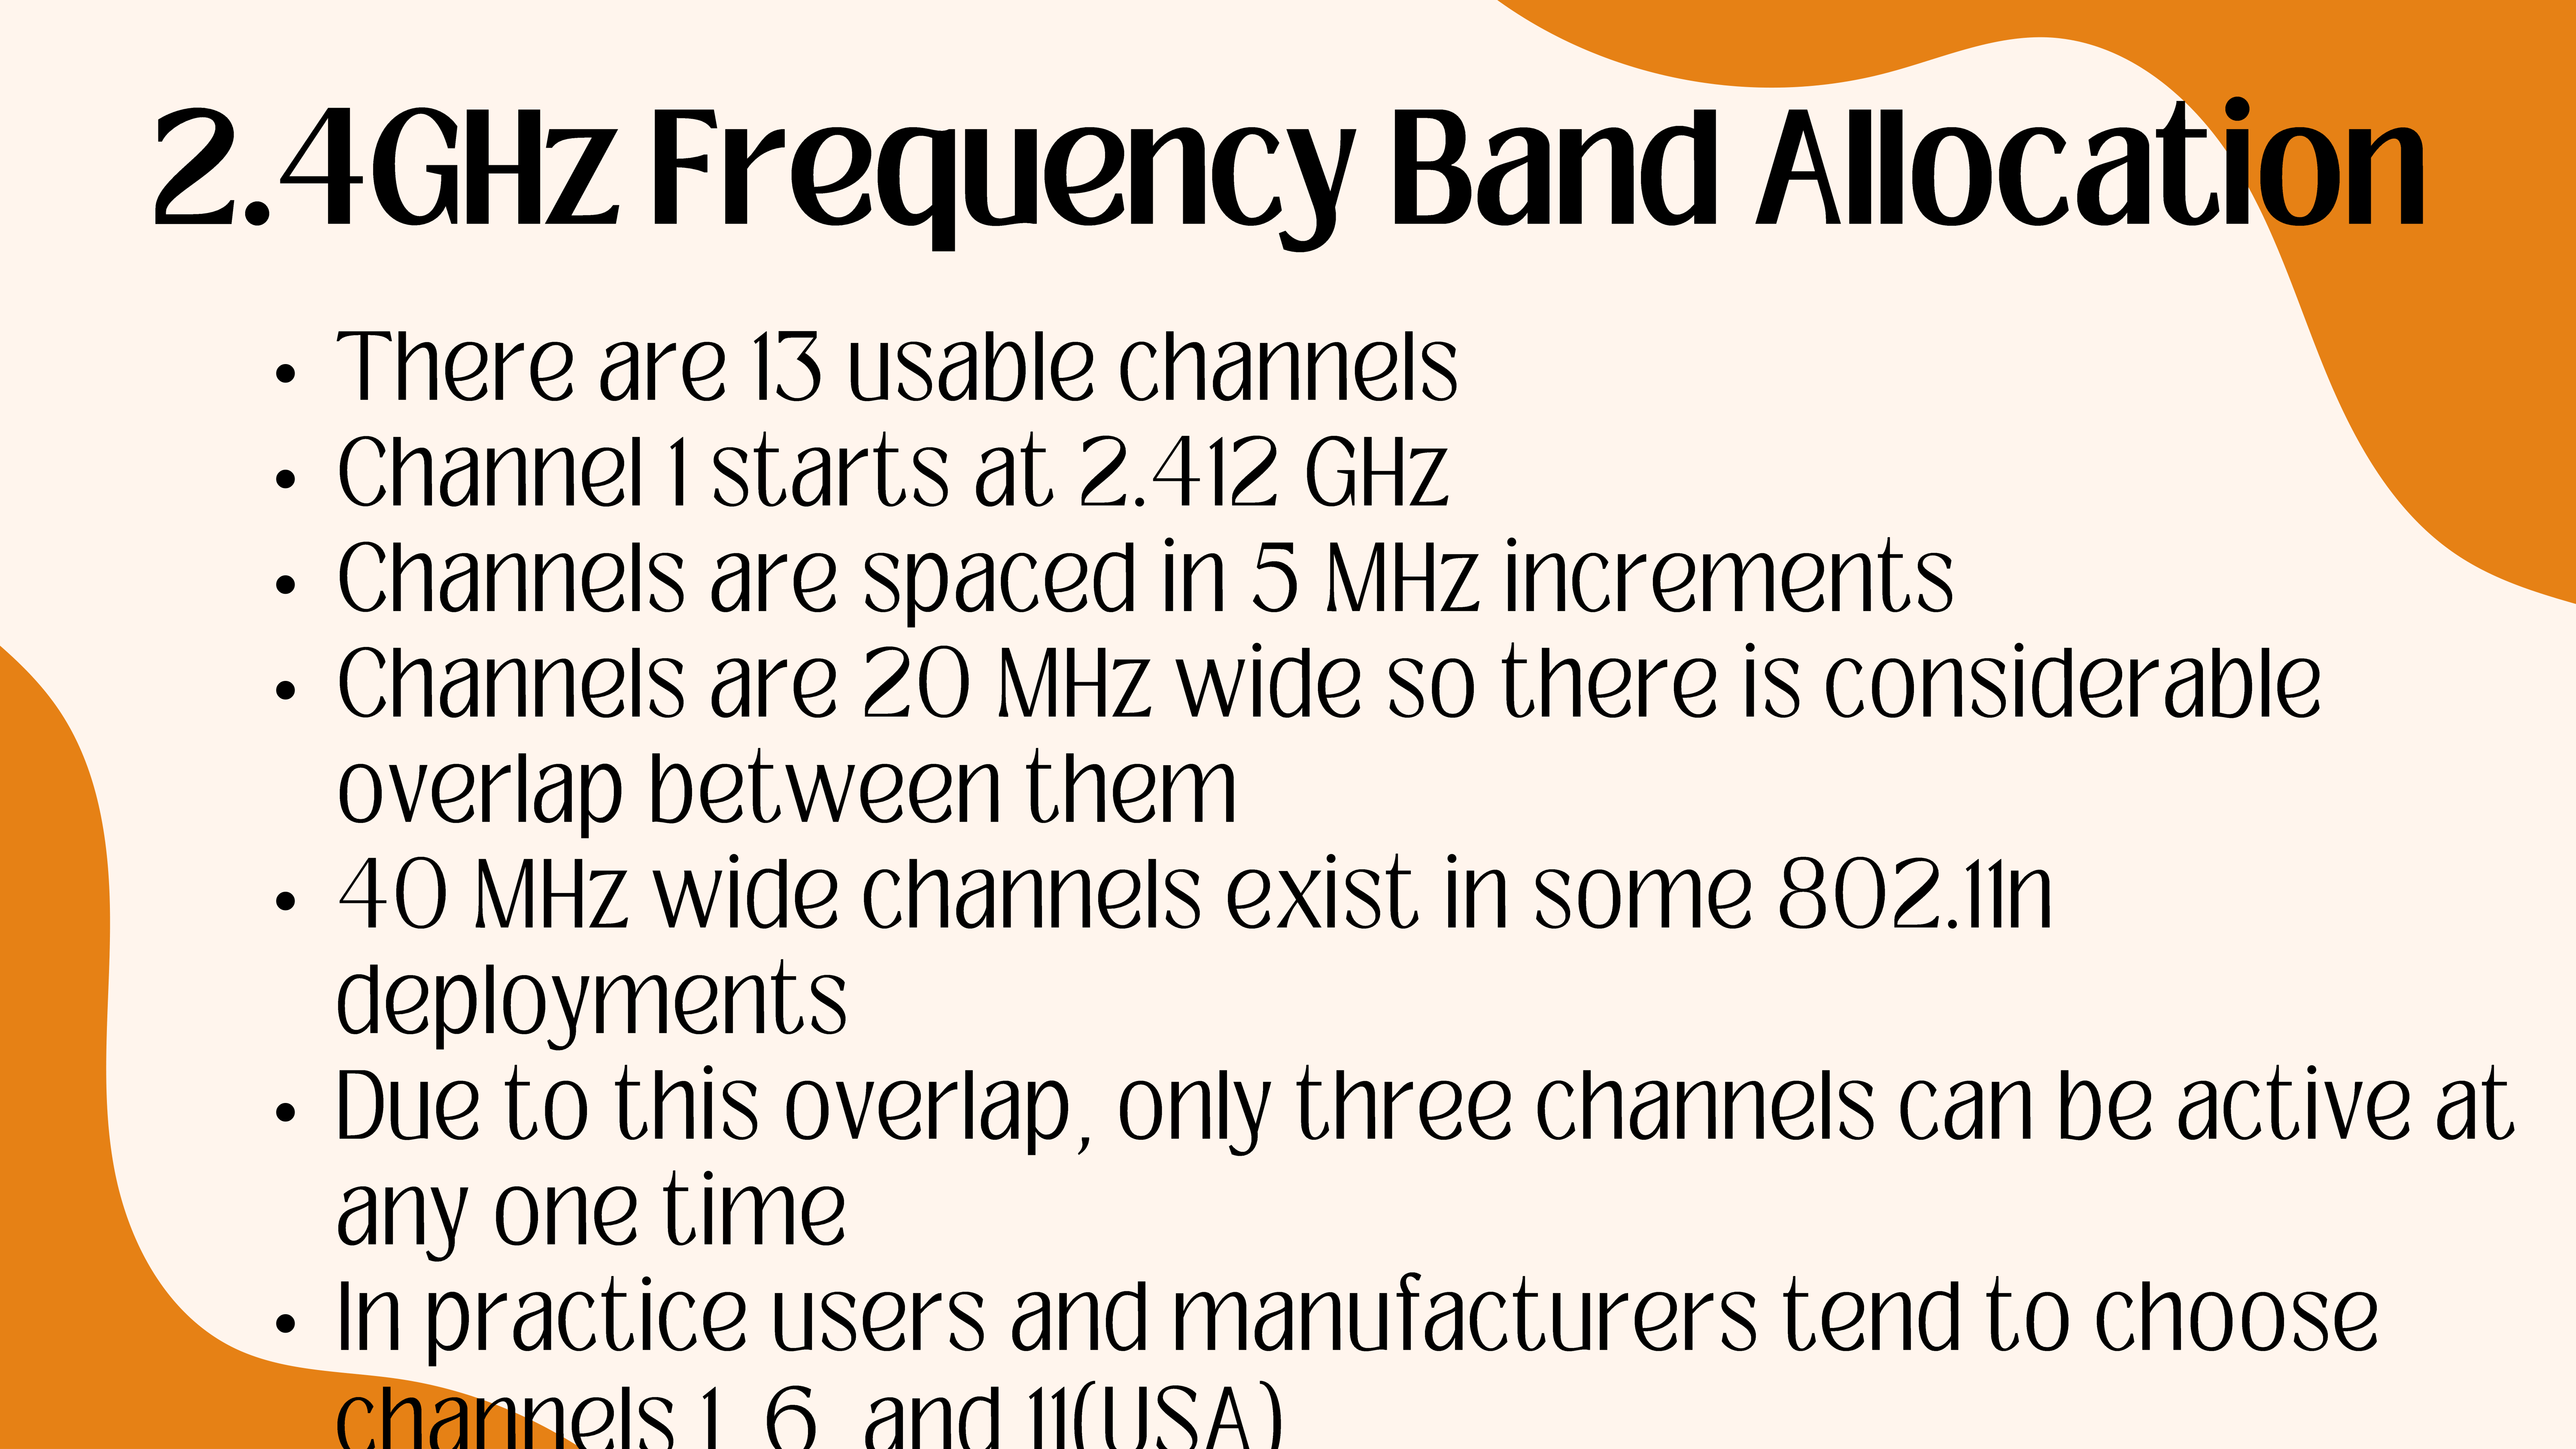 2.4GHz Frequency Band Allocation
• There are 13 usable channels
• Channel 1 starts at 2.412 GHz
• Channels are spaced in 5 MHz increments
• Channels are 20 MHz wide so there is considerable
overlap between them
• 40 MHz wide channels exist in some 802.11n
deployments
• Due to this overlap, only three channels can be active at
any one time
• In practice users and manufacturers tend to choose
channels 1 6 and 11(USA)